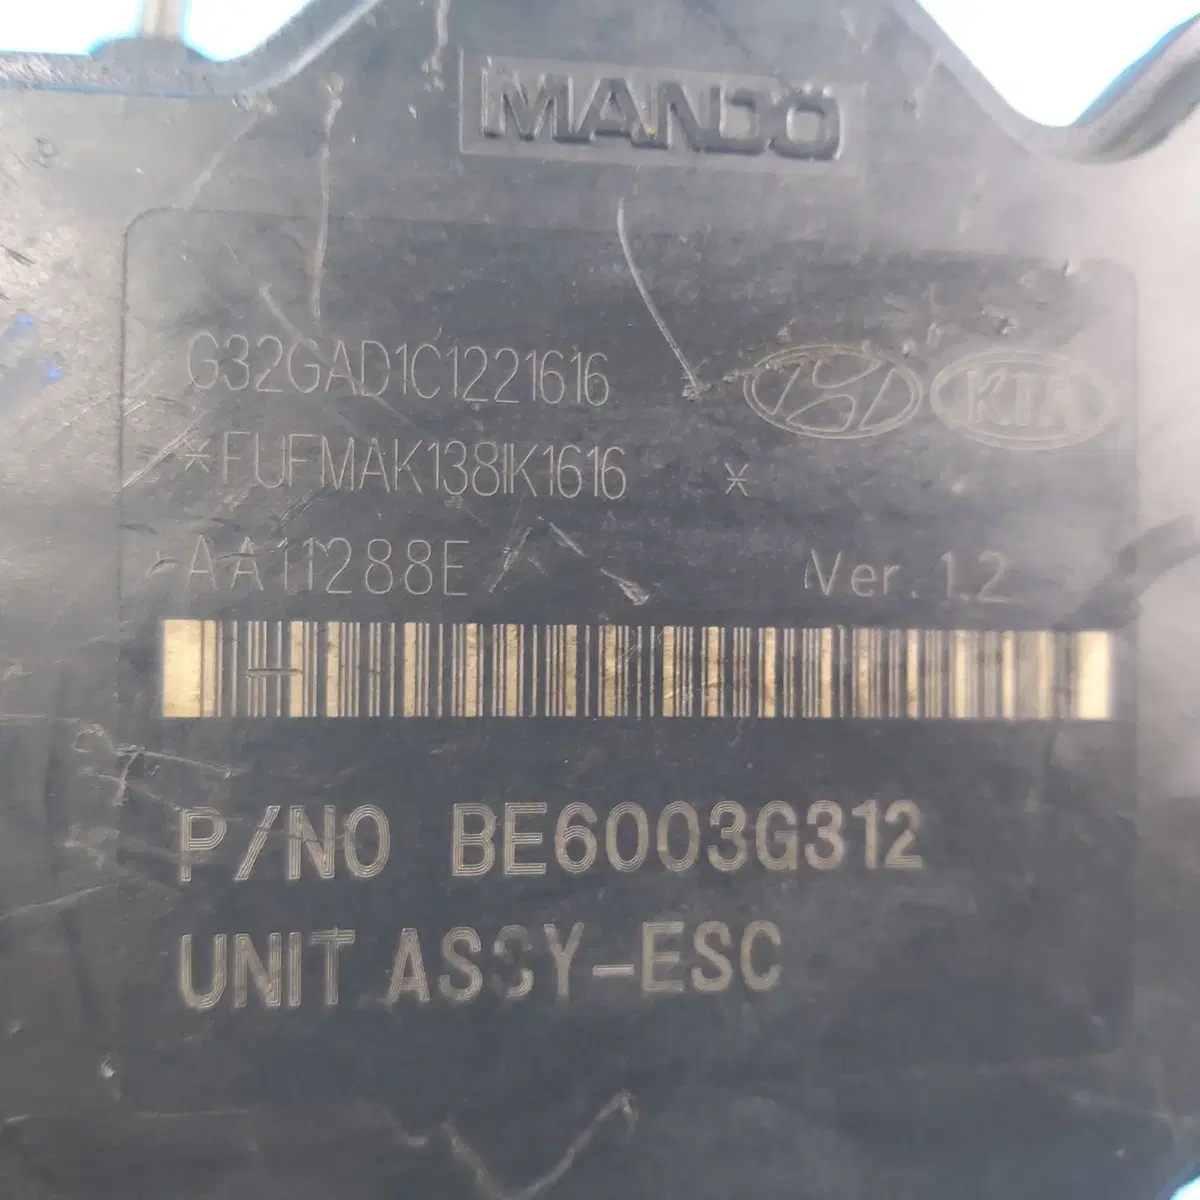 MANDO
G32GAD1C1221616
KIA
*FUFMAK138IK1616 *
AA11288E Ver. 1.2
P/NO BE6003G312
UNIT ASSY-ESC